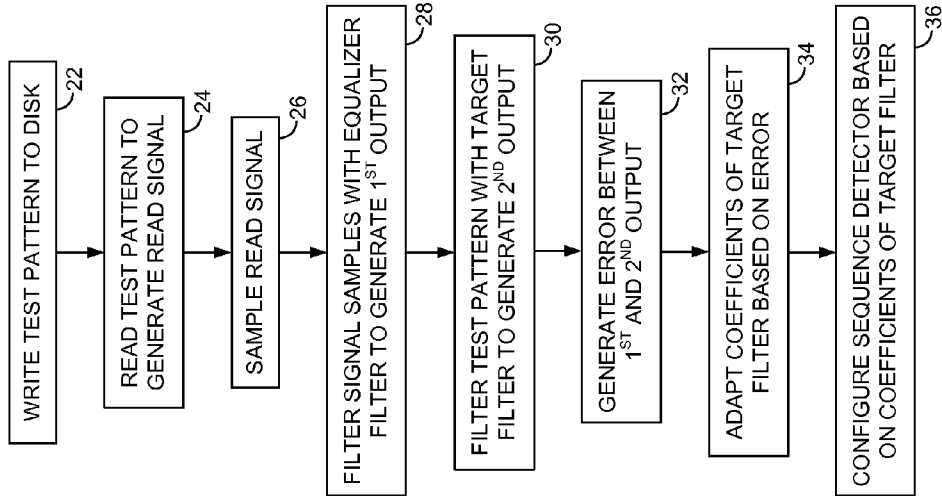 WRITE TEST PATTERN TO DISK
22
READ TEST PATTERN TO
GENERATE READ SIGNAL
24
SAMPLE READ SIGNAL
26
FILTER SIGNAL SAMPLES WITH EQUALIZER
FILTER TO GENERATE 1ST OUTPUT
28
FILTER TEST PATTERN WITH TARGET
FILTER TO GENERATE 2ND OUTPUT
30
GENERATE ERROR BETWEEN
1ST AND 2ND OUTPUT
32
ADAPT COEFFICIENTS OF TARGET
FILTER BASED ON ERROR
34
CONFIGURE SEQUENCE DETECTOR BASED
ON COEFFICIENTS OF TARGET FILTER
36